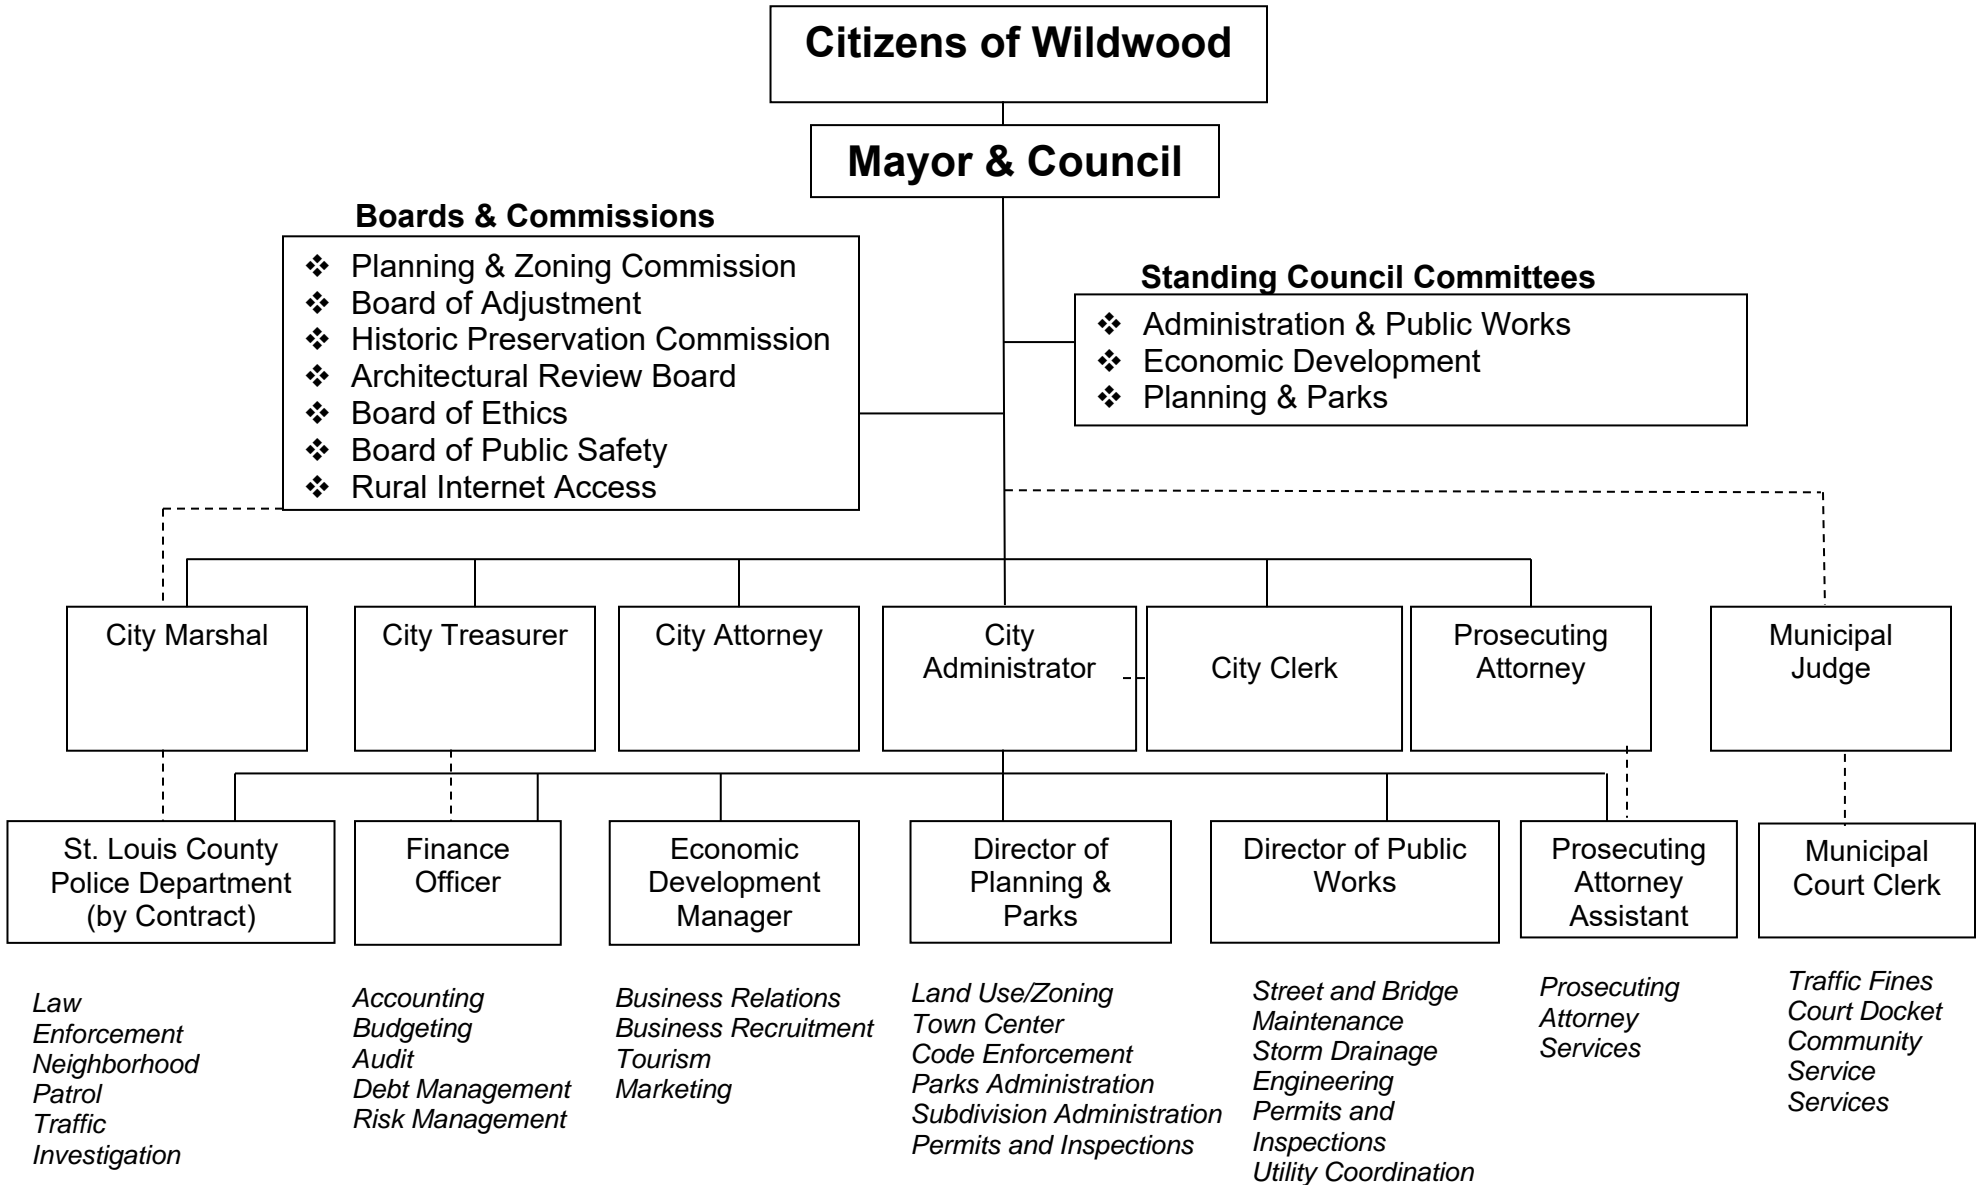 Citizens of Wildwood
Mayor & Council
Boards & Commissions
❖ Planning & Zoning Commission
❖ Board of Adjustment
❖ Historic Preservation Commission
❖ Architectural Review Board
❖ Board of Ethics
❖ Board of Public Safety
❖ Rural Internet Access
Standing Council Committees
❖ Administration & Public Works
❖ Economic Development
❖ Planning & Parks
City Marshal
City Treasurer
City Attorney
City
Administrator
City Clerk
Prosecuting
Attorney
Municipal
Judge
St. Louis County
Police Department
(by Contract)
Finance
Officer
Economic
Development
Manager
Director of
Planning &
Parks
Director of Public
Works
Prosecuting
Attorney
Assistant
Municipal
Court Clerk
Law
Enforcement
Neighborhood
Patrol
Traffic
Investigation
Accounting
Budgeting
Audit
Debt Management
Risk Management
Business Relations
Business Recruitment
Tourism
Marketing
Land Use/Zoning
Town Center
Code Enforcement
Parks Administration
Subdivision Administration
Permits and Inspections
Street and Bridge
Maintenance
Storm Drainage
Engineering
Permits and
Inspections
Utility Coordination
Prosecuting
Attorney
Services
Traffic Fines
Court Docket
Community
Service
Services